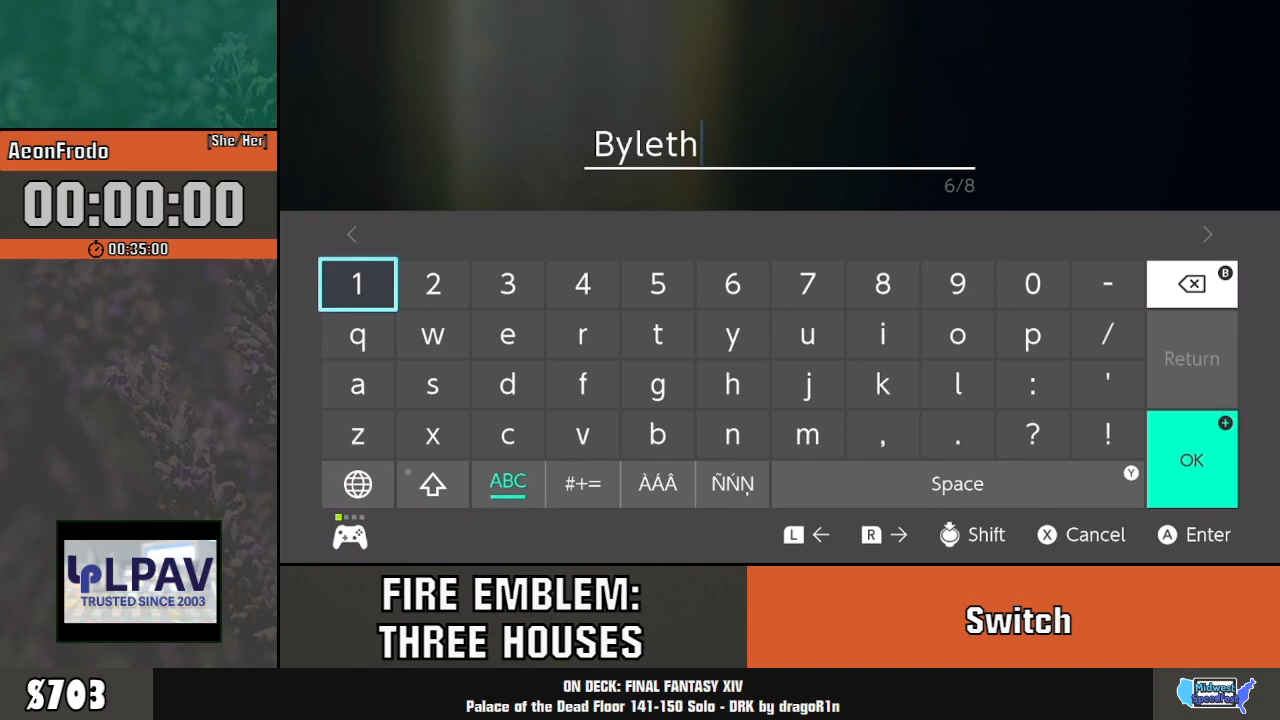 AeonFrodo
[She/Her]
00:00:00
00:35:00
Byleth
6/8
1 2 3 4 5 6 7 8 9 0 -
B
q w e r t y u i o p /
Return
a s d f g h j k l : '
z x c v b n m , . ? !
+
OK
ABC #+= ÀÁÂ ÑŃŅ Space
Y
L ← R → Shift X Cancel A Enter
LP LPAV
TRUSTED SINCE 2003
FIRE EMBLEM:
THREE HOUSES
Switch
$703
ON DECK: FINAL FANTASY XIV
Palace of the Dead Floor 141-150 Solo - DRK by dragoR1n
Midwest
Speedfest